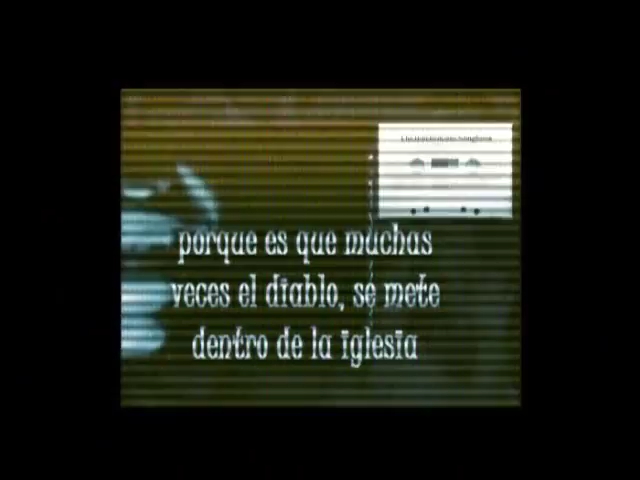 porque es que muchas
veces el diablo, se mete
dentro de la iglesia